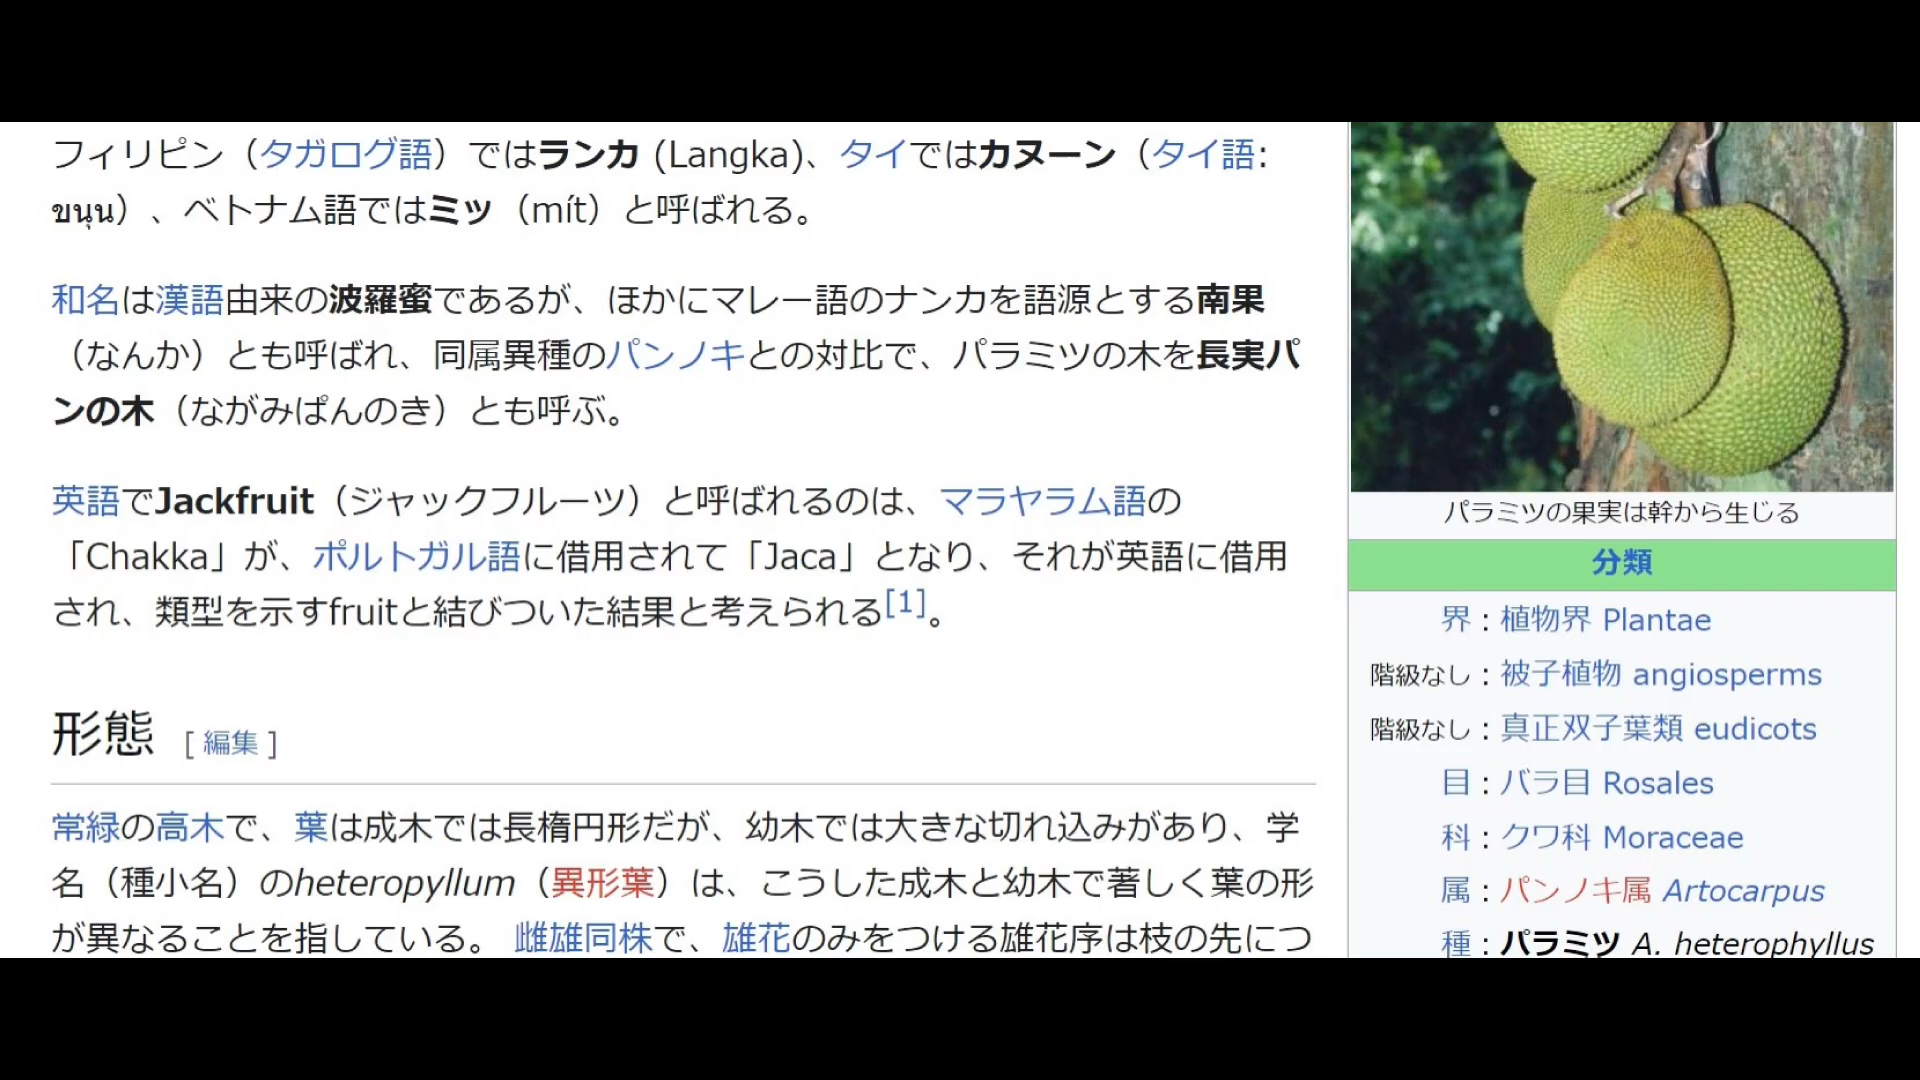 フィリピン（タガログ語）ではランカ (Langka)、タイではカヌーン（タイ語:
ขนุน）、ベトナム語ではミッ（mít）と呼ばれる。
和名は漢語由来の波羅蜜であるが、ほかにマレー語のナンカを語源とする南果
（なんか）とも呼ばれ、同属異種のパンノキとの対比で、パラミツの木を長実パ
ンの木（ながみぱんのき）とも呼ぶ。
英語でJackfruit（ジャックフルーツ）と呼ばれるのは、マラヤラム語の
「Chakka」が、ポルトガル語に借用されて「Jaca」となり、それが英語に借用
され、類型を示すfruitと結びついた結果と考えられる[1]。
形態 [ 編集 ]
常緑の高木で、葉は成木では長楕円形だが、幼木では大きな切れ込みがあり、学
名（種小名）のheteropyllum（異形葉）は、こうした成木と幼木で著しく葉の形
が異なることを指している。 雌雄同株で、雄花のみをつける雄花序は枝の先につ
パラミツの果実は幹から生じる
分類
界 : 植物界 Plantae
階級なし : 被子植物 angiosperms
階級なし : 真正双子葉類 eudicots
目 : バラ目 Rosales
科 : クワ科 Moraceae
属 : パンノキ属 Artocarpus
種 : パラミツ A. heterophyllus